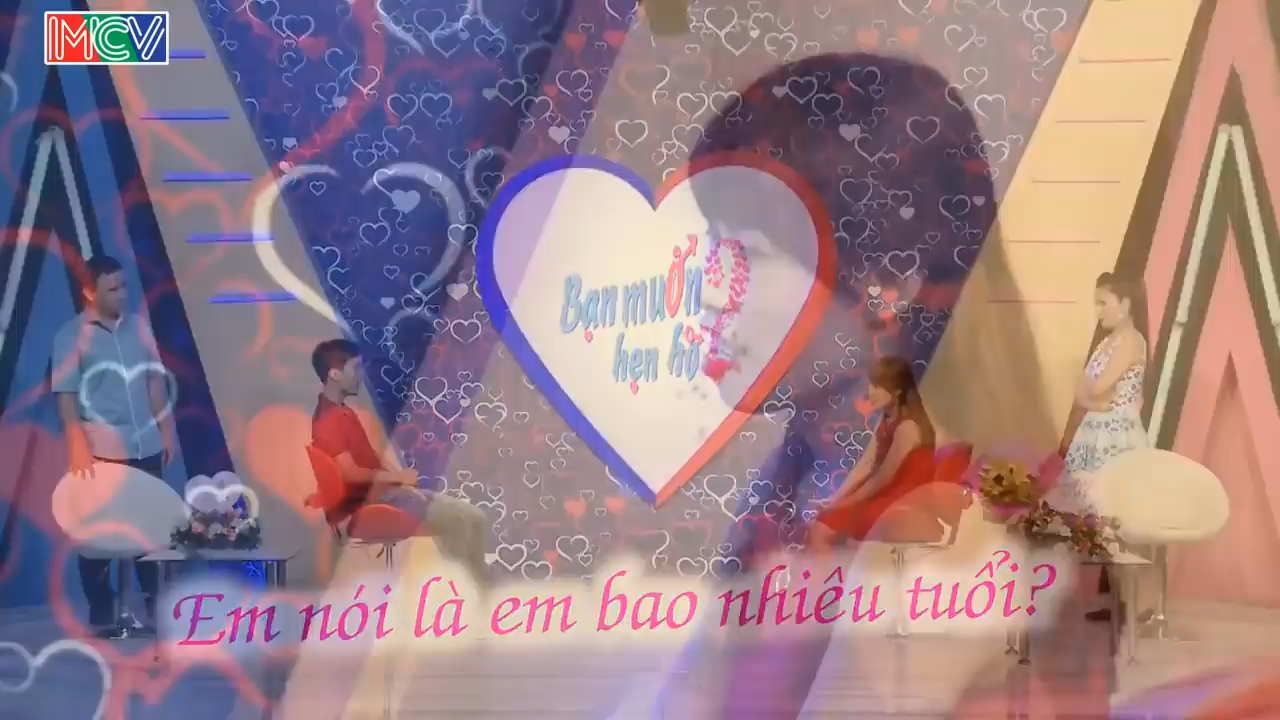 MCV
Bạn muốn
hẹn hò
?
Em nói là em bao nhiêu tuổi?